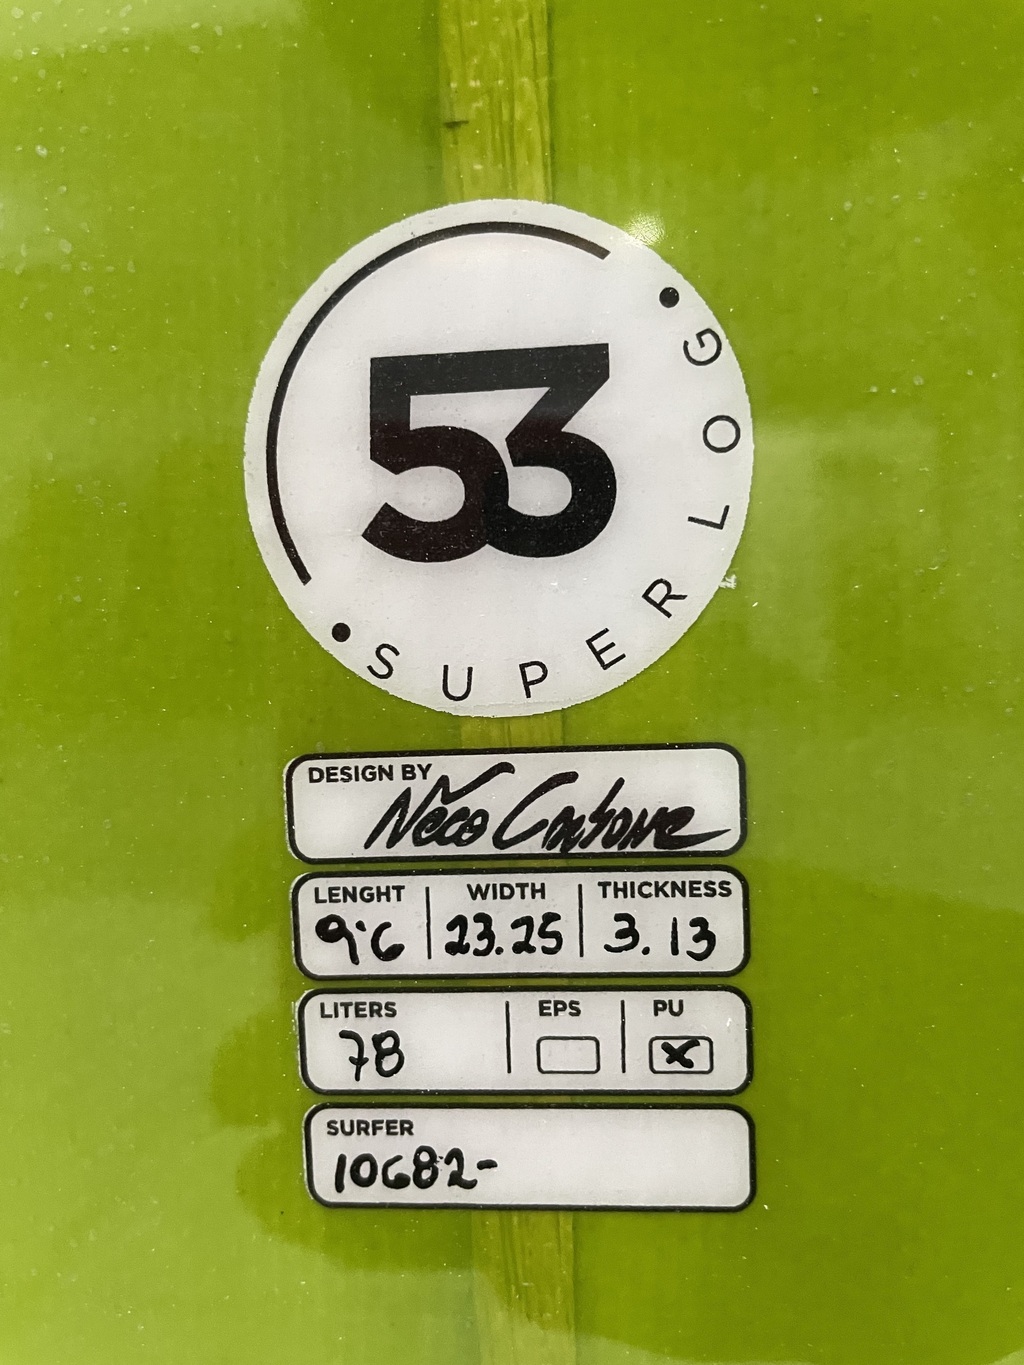 53
SUPERLOG
DESIGN BY
Neco Carbone
LENGHT WIDTH THICKNESS
9'6 23.25 3.13
LITERS EPS PU
78 x
SURFER
10682-